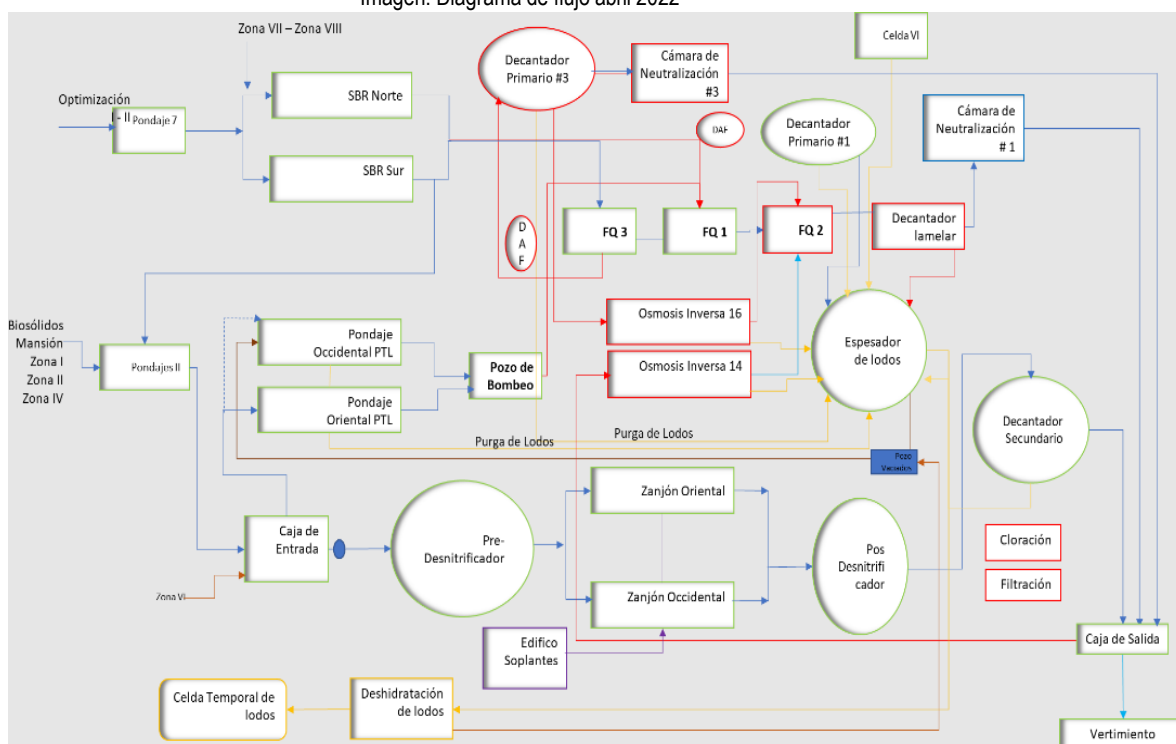 Imagen: Diagrama de flujo abril 2022
Zona VII – Zona VIII
Optimización
I - II
Pondaje 7
SBR Norte
SBR Sur
Decantador
Primario #3
Cámara de
Neutralización
#3
Celda VI
DAF
Decantador
Primario #1
Cámara de
Neutralización
# 1
D
A
F
FQ 3
FQ 1
FQ 2
Decantador
lamelar
Biosólidos
Mansión
Zona I
Zona II
Zona IV
Pondajes II
Pondaje
Occidental PTL
Pondaje
Oriental PTL
Pozo de
Bombeo
Osmosis Inversa 16
Osmosis Inversa 14
Espesador
de lodos
Decantador
Secundario
Purga de Lodos
Purga de Lodos
Pozo
Vaciados
Caja de
Entrada
Zona VI
Pre-
Desnitrificador
Zanjón Oriental
Zanjón Occidental
Pos
Desnitrifi
cador
Cloración
Filtración
Edifico
Soplantes
Caja de Salida
Celda Temporal de
lodos
Deshidratación
de lodos
Vertimiento